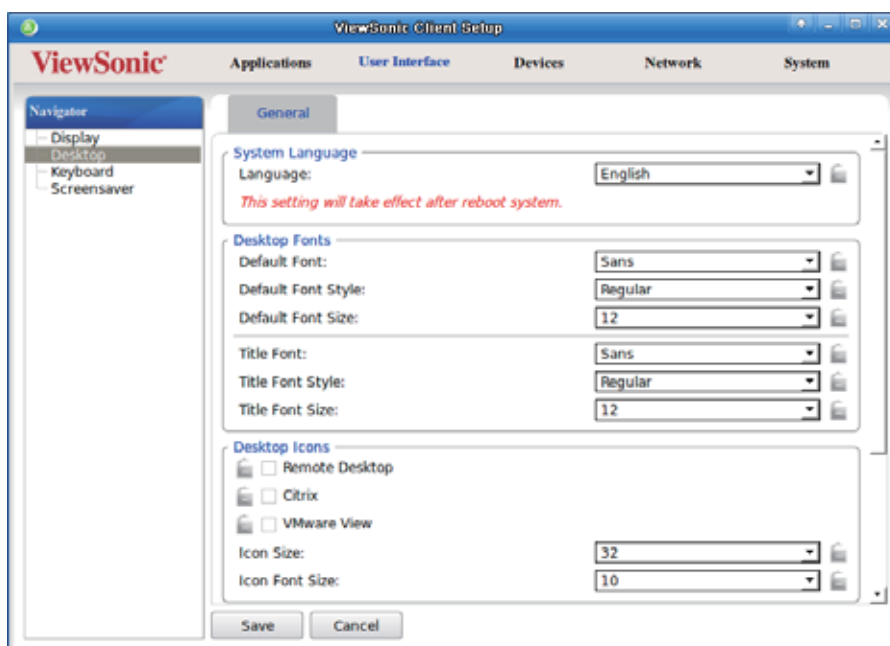 ViewSonic Client Setup
ViewSonic®
Applications User Interface Devices Network System
Navigator
Display
Desktop
Keyboard
Screensaver
General
System Language
Language: English
This setting will take effect after reboot system.
Desktop Fonts
Default Font: Sans
Default Font Style: Regular
Default Font Size: 12
Title Font: Sans
Title Font Style: Regular
Title Font Size: 12
Desktop Icons
Remote Desktop
Citrix
VMware View
Icon Size: 32
Icon Font Size: 10
Save Cancel